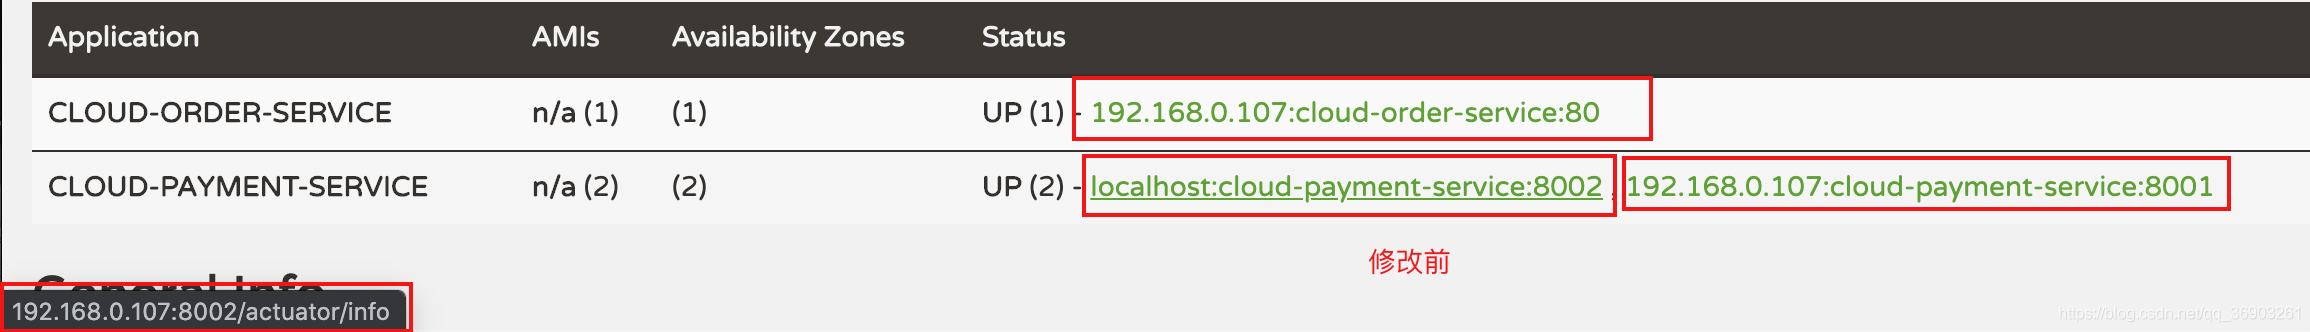 Application AMIs Availability Zones Status
CLOUD-ORDER-SERVICE n/a (1) (1) UP (1) - 192.168.0.107:cloud-order-service:80
CLOUD-PAYMENT-SERVICE n/a (2) (2) UP (2) - localhost:cloud-payment-service:8002 , 192.168.0.107:cloud-payment-service:8001
修改前
General Info
192.168.0.107:8002/actuator/info
https://blog.csdn.net/qq_36903261